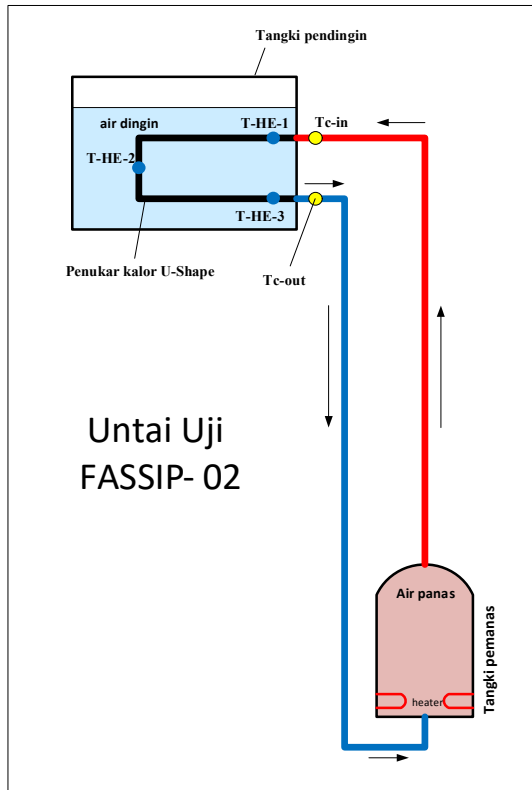 Tangki pendingin
air dingin
T-HE-1
Tc-in
T-HE-2
T-HE-3
Penukar kalor U-Shape
Tc-out
Untai Uji
FASSIP- 02
Air panas
heater
Tangki pemanas